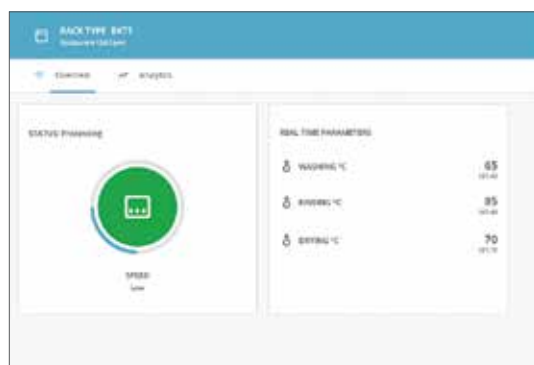 RACK TYPE
Overview
Analytics
STATUS: Processing
SPEED
Low
REAL TIME PARAMETERS
WASHING °C
65
RINSING °C
85
DRYING °C
70